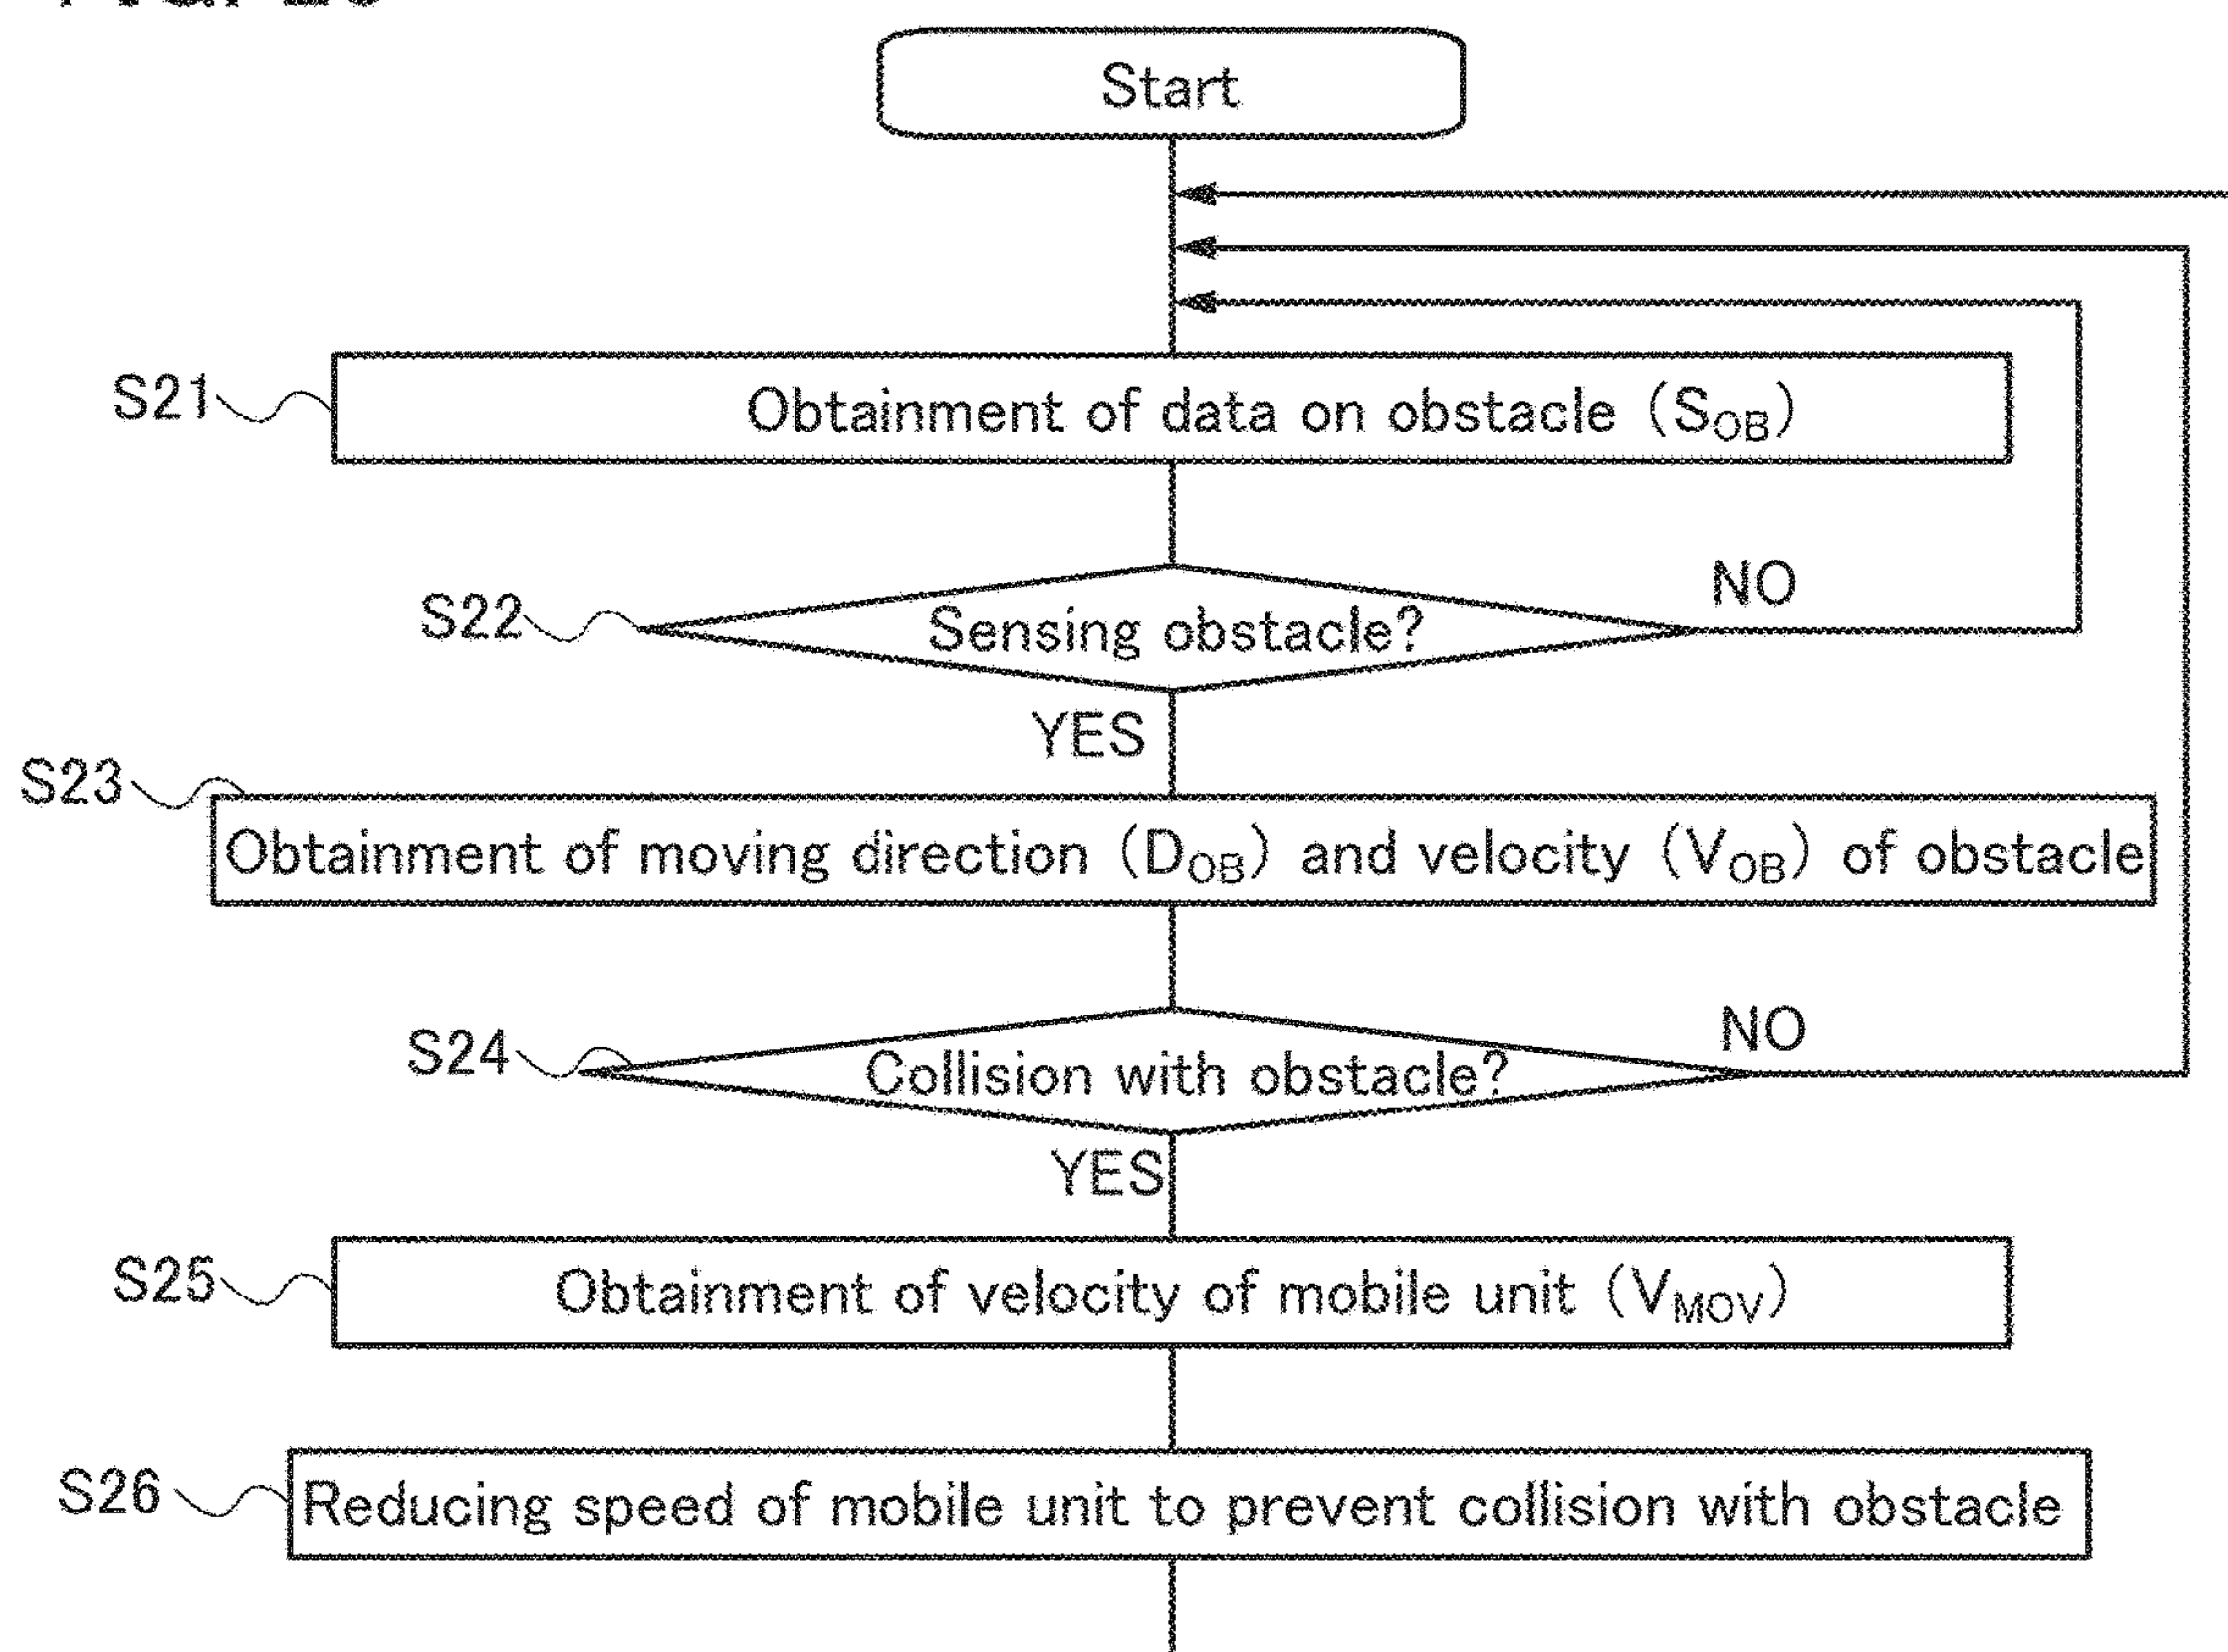 Start
S21
Obtainment of data on obstacle (S_OB)
S22
Sensing obstacle?
NO
YES
S23
Obtainment of moving direction (D_OB) and velocity (V_OB) of obstacle
S24
Collision with obstacle?
NO
YES
S25
Obtainment of velocity of mobile unit (V_MOV)
S26
Reducing speed of mobile unit to prevent collision with obstacle